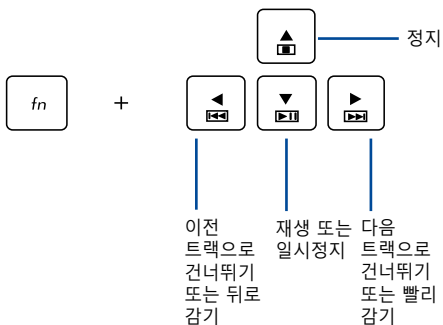 정지
fn
+
이전
트랙으로
건너뛰기
또는 뒤로
감기
재생 또는
일시정지
다음
트랙으로
건너뛰기
또는 빨리
감기